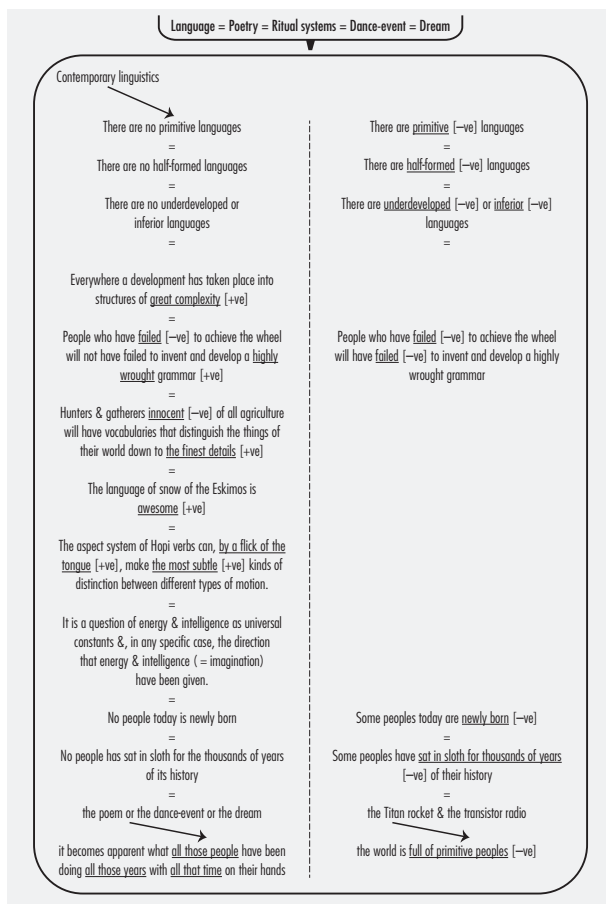 Language = Poetry = Ritual systems = Dance-event = Dream
Contemporary linguistics
There are no primitive languages
=
There are no half-formed languages
=
There are no underdeveloped or
inferior languages
=
Everywhere a development has taken place into
structures of great complexity [+ve]
=
People who have failed [–ve] to achieve the wheel
will not have failed to invent and develop a highly
wrought grammar [+ve]
=
Hunters & gatherers innocent [–ve] of all agriculture
will have vocabularies that distinguish the things of
their world down to the finest details [+ve]
=
The language of snow of the Eskimos is
awesome [+ve]
=
The aspect system of Hopi verbs can, by a flick of the
tongue [+ve], make the most subtle [+ve] kinds of
distinction between different types of motion.
=
It is a question of energy & intelligence as universal
constants &, in any specific case, the direction
that energy & intelligence ( = imagination)
have been given.
=
No people today is newly born
=
No people has sat in sloth for the thousands of years
of its history
=
the poem or the dance-event or the dream
it becomes apparent what all those people have been
doing all those years with all that time on their hands
There are primitive [–ve] languages
=
There are half-formed [–ve] languages
=
There are underdeveloped [–ve] or inferior [–ve]
languages
=
People who have failed [–ve] to achieve the wheel
will have failed [–ve] to invent and develop a highly
wrought grammar
Some peoples today are newly born [–ve]
=
Some peoples have sat in sloth for thousands of years
[–ve] of their history
=
the Titan rocket & the transistor radio
the world is full of primitive peoples [–ve]